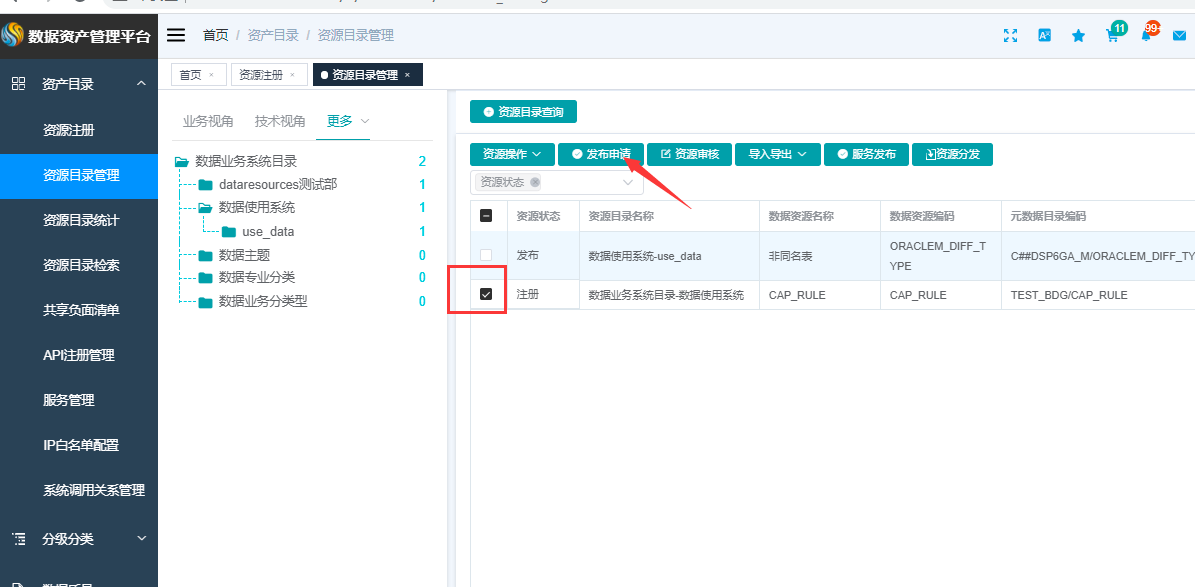 数据资产管理平台
首页 / 资产目录 / 资源目录管理
11
99+
首页 ×
资源注册 ×
资源目录管理 ×
资产目录
资源注册
资源目录管理
资源目录统计
资源目录检索
共享负面清单
API注册管理
服务管理
IP白名单配置
系统调用关系管理
分级分类
业务视角 技术视角 更多
数据业务系统目录 2
dataresources测试部 1
数据使用系统 1
use_data 1
数据主题 0
数据专业分类 0
数据业务分类型 0
资源目录查询
资源操作 发布申请 资源审核 导入导出 服务发布 资源分发
资源状态
资源状态 资源目录名称 数据资源名称 数据资源编码 元数据目录编码
发布 数据使用系统-use_data 非同名表 ORACLEM_DIFF_T
YPE
C##DSP6GA_M/ORACLEM_DIFF_TY
注册 数据业务系统目录-数据使用系统 CAP_RULE CAP_RULE TEST_BDG/CAP_RULE